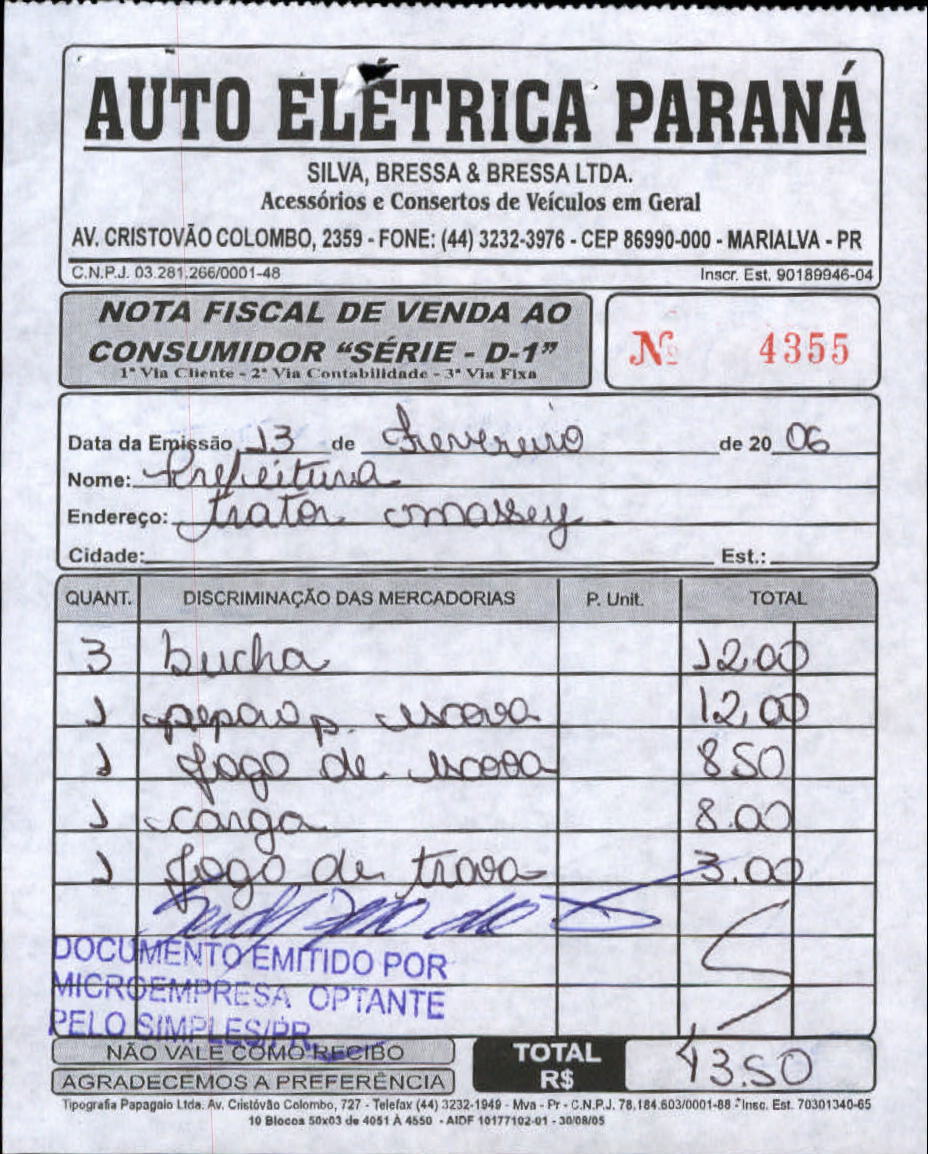 AUTO ELÉTRICA PARANÁ
SILVA, BRESSA & BRESSA LTDA.
Acessórios e Consertos de Veículos em Geral
AV. CRISTOVÃO COLOMBO, 2359 - FONE: (44) 3232-3976 - CEP 86990-000 - MARIALVA - PR
C.N.P.J. 03.281.266/0001-48 Inscr. Est. 90189946-04
NOTA FISCAL DE VENDA AO
CONSUMIDOR "SÉRIE - D-1"
1ª Via Cliente - 2ª Via Contabilidade - 3ª Via Fixa
Nº 4355
Data da Emissão 13 de fevereiro de 20 06
Nome: Prefeitura
Endereço: trator massey
Cidade: Est.:
QUANT. DISCRIMINAÇÃO DAS MERCADORIAS P. Unit. TOTAL
3 bucha 12,00
1 p. escova 12,00
1 jogo de escova 8 50
1 carga 8.00
1 jogo de trava 3.00
DOCUMENTO EMITIDO POR
MICROEMPRESA OPTANTE
PELO SIMPLES/PR.
NÃO VALE COMO RECIBO
AGRADECEMOS A PREFERÊNCIA
TOTAL
R$ 43.50
Tipografia Papagaio Ltda. Av. Cristóvão Colombo, 727 - Telefax (44) 3232-1949 - Mva - Pr - C.N.P.J. 78.184.603/0001-88 - Insc. Est. 70301340-65
10 Blocos 50x03 de 4051 À 4550 - AIDF 10177102-01 - 30/08/05